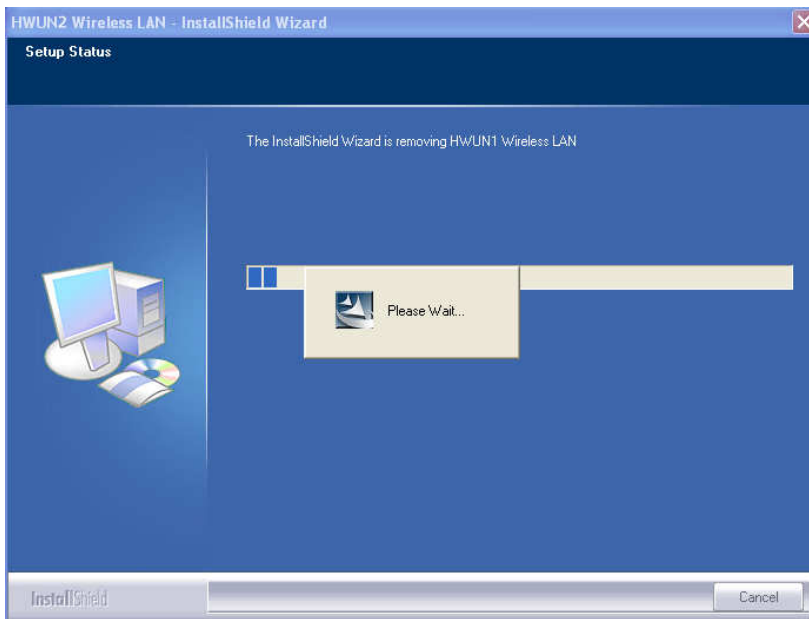 HWUN2 Wireless LAN - InstallShield Wizard
Setup Status
The InstallShield Wizard is removing HWUN1 Wireless LAN
Please Wait...
InstallShield
Cancel